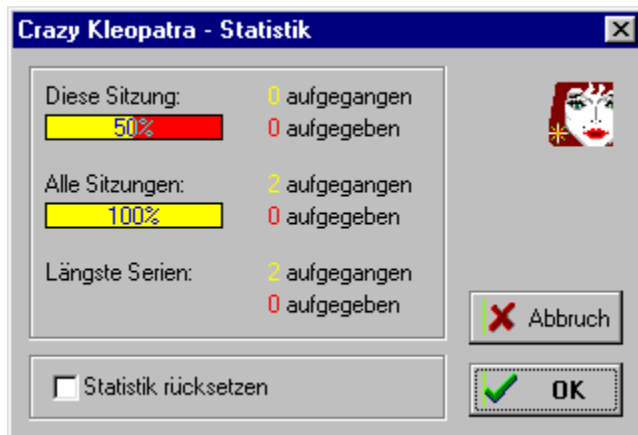 Crazy Kleopatra - Statistik
Diese Sitzung: 0 aufgegangen
50% 0 aufgegeben
Alle Sitzungen: 2 aufgegangen
100% 0 aufgegeben
Längste Serien: 2 aufgegangen
0 aufgegeben
Abbruch
Statistik rücksetzen
OK